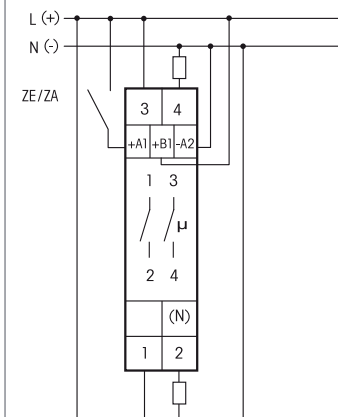 L (+)
N (-)
ZE/ZA
3 4
+A1 +B1 -A2
1 3
µ
2 4
(N)
1 2